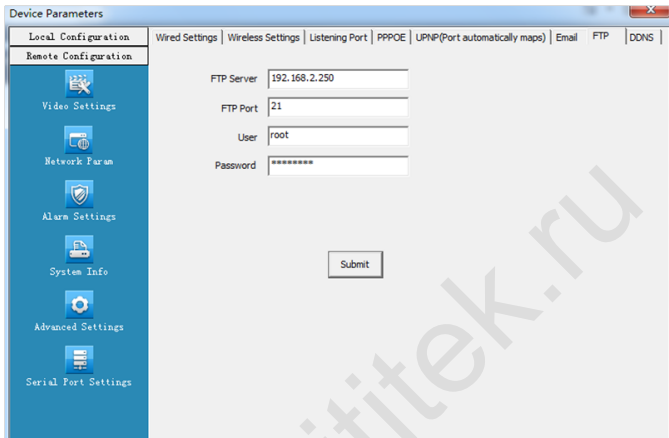 Device Parameters
Local Configuration
Remote Configuration
Video Settings
Network Param
Alarm Settings
System Info
Advanced Settings
Serial Port Settings
Wired Settings Wireless Settings Listening Port PPPOE UPNP(Port automatically maps) Email FTP DDNS
FTP Server 192.168.2.250
FTP Port 21
User root
Password ********
Submit